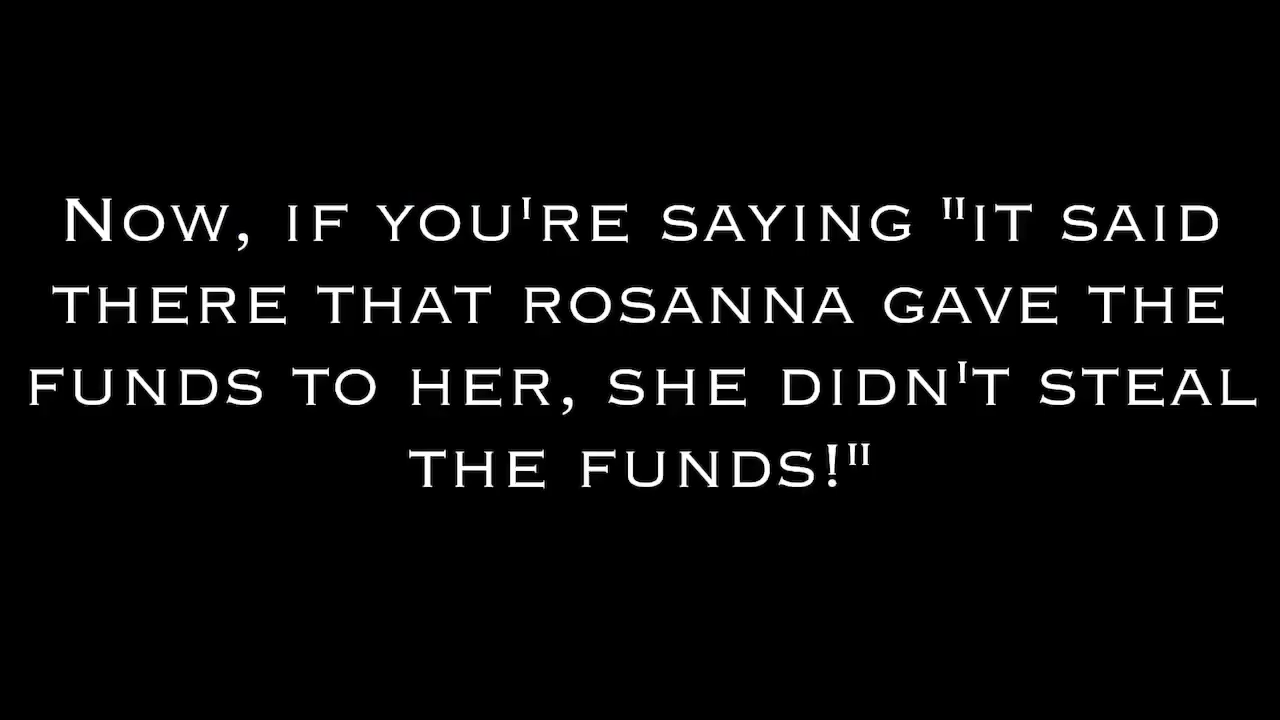 Now, if you're saying "it said
there that rosanna gave the
funds to her, she didn't steal
the funds!"